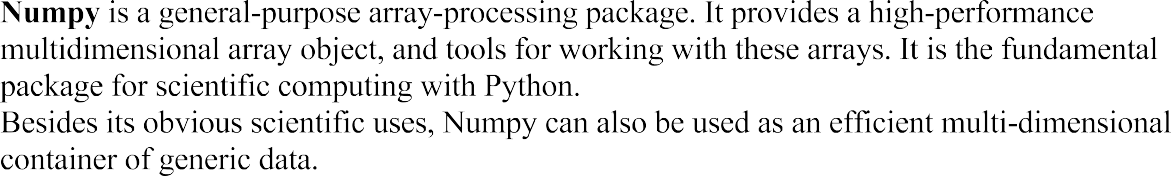 Numpy is a general-purpose array-processing package. It provides a high-performance
multidimensional array object, and tools for working with these arrays. It is the fundamental
package for scientific computing with Python.
Besides its obvious scientific uses, Numpy can also be used as an efficient multi-dimensional
container of generic data.